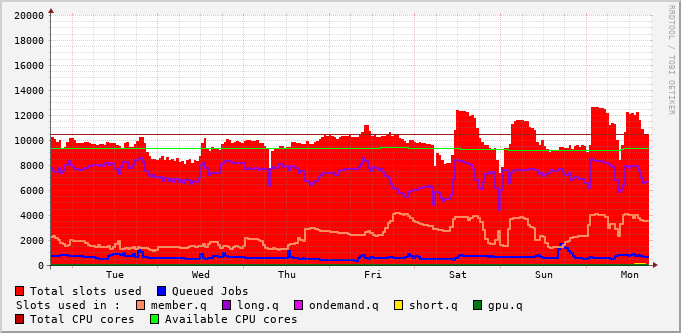 20000
18000
16000
14000
12000
10000
8000
6000
4000
2000
0
Tue Wed Thu Fri Sat Sun Mon
Total slots used Queued Jobs
Slots used in : member.q long.q ondemand.q short.q gpu.q
Total CPU cores Available CPU cores
RRDTOOL / TOBI OETIKER